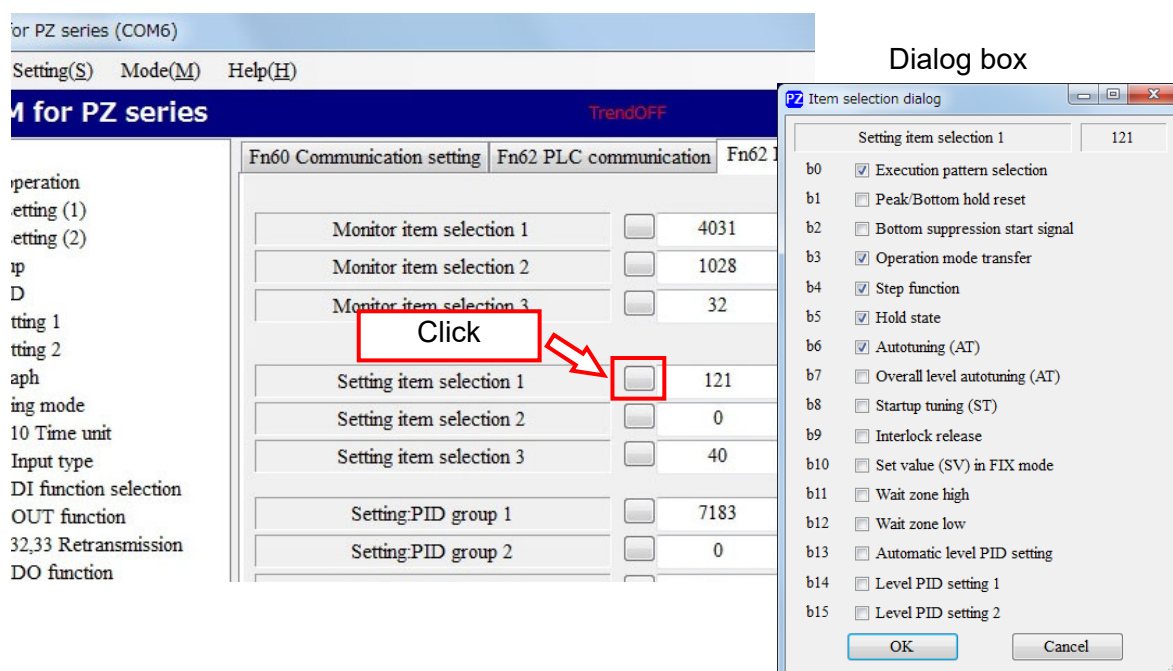 or PZ series (COM6)
Setting(S) Mode(M) Help(H)
M for PZ series
TrendOFF
operation
etting (1)
etting (2)
D
tting 1
tting 2
aph
ing mode
10 Time unit
Input type
DI function selection
OUT function
32,33 Retransmission
DO function
Fn60 Communication setting Fn62 PLC communication Fn62
Monitor item selection 1 4031
Monitor item selection 2 1028
Monitor item selection 3 32
Click
Setting item selection 1 121
Setting item selection 2 0
Setting item selection 3 40
Setting:PID group 1 7183
Setting:PID group 2 0
Dialog box
PZ Item selection dialog
Setting item selection 1 121
b0 Execution pattern selection
b1 Peak/Bottom hold reset
b2 Bottom suppression start signal
b3 Operation mode transfer
b4 Step function
b5 Hold state
b6 Autotuning (AT)
b7 Overall level autotuning (AT)
b8 Startup tuning (ST)
b9 Interlock release
b10 Set value (SV) in FIX mode
b11 Wait zone high
b12 Wait zone low
b13 Automatic level PID setting
b14 Level PID setting 1
b15 Level PID setting 2
OK Cancel